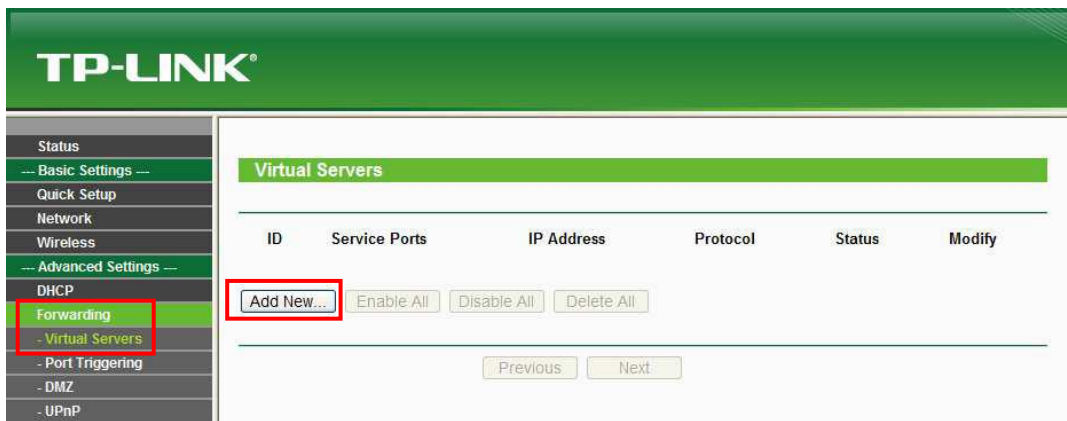 TP-LINK®
Status
--- Basic Settings ---
Quick Setup
Network
Wireless
--- Advanced Settings ---
DHCP
Forwarding
- Virtual Servers
- Port Triggering
- DMZ
- UPnP
Virtual Servers
ID Service Ports IP Address Protocol Status Modify
Add New... Enable All Disable All Delete All
Previous Next